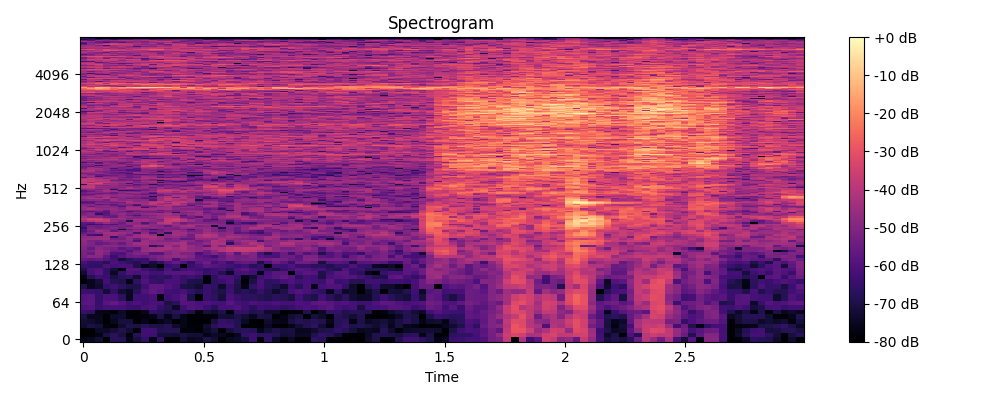 Spectrogram
Hz
4096
2048
1024
512
256
128
64
0
0
0.5
1
1.5
2
2.5
Time
+0 dB
-10 dB
-20 dB
-30 dB
-40 dB
-50 dB
-60 dB
-70 dB
-80 dB